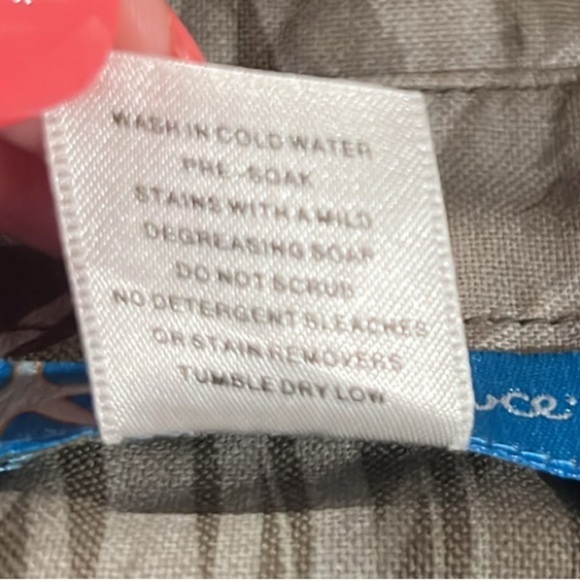 WASH IN COLD WATER
PRE-SOAK
STAINS WITH A MILD
DEGREASING SOAP
DO NOT SCRUB
NO DETERGENT BLEACHES
OR STAIN REMOVERS
TUMBLE DRY LOW